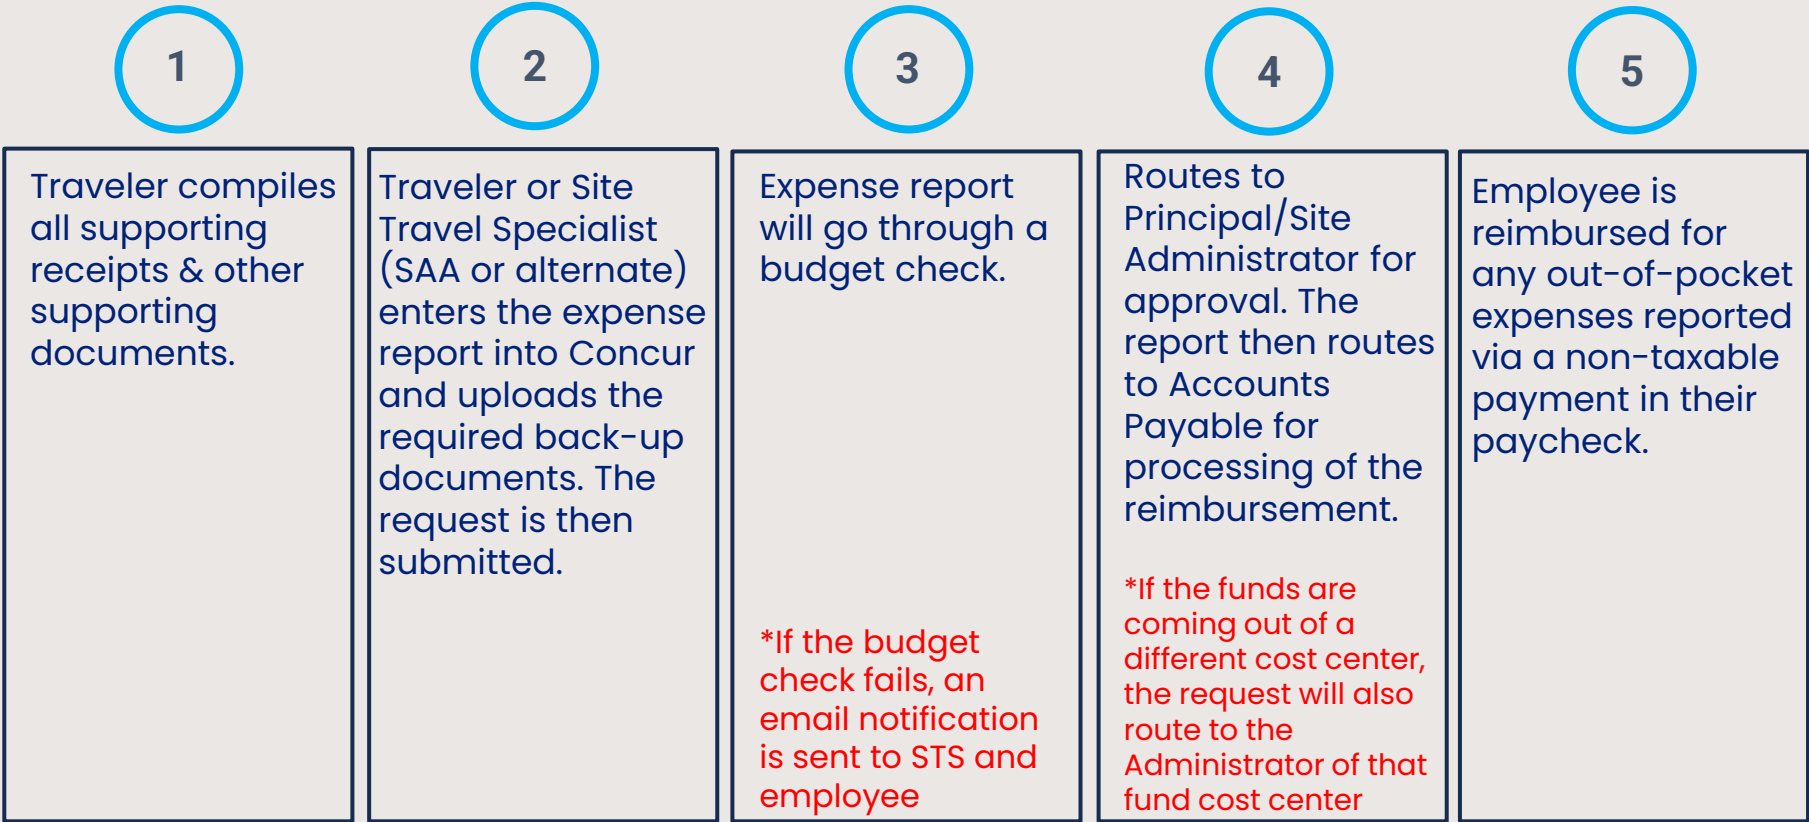 1
Traveler compiles
all supporting
receipts & other
supporting
documents.
2
Traveler or Site
Travel Specialist
(SAA or alternate)
enters the expense
report into Concur
and uploads the
required back-up
documents. The
request is then
submitted.
3
Expense report
will go through a
budget check.
*If the budget
check fails, an
email notification
is sent to STS and
employee
4
Routes to
Principal/Site
Administrator for
approval. The
report then routes
to Accounts
Payable for
processing of the
reimbursement.
*If the funds are
coming out of a
different cost center,
the request will also
route to the
Administrator of that
fund cost center
5
Employee is
reimbursed for
any out-of-pocket
expenses reported
via a non-taxable
payment in their
paycheck.